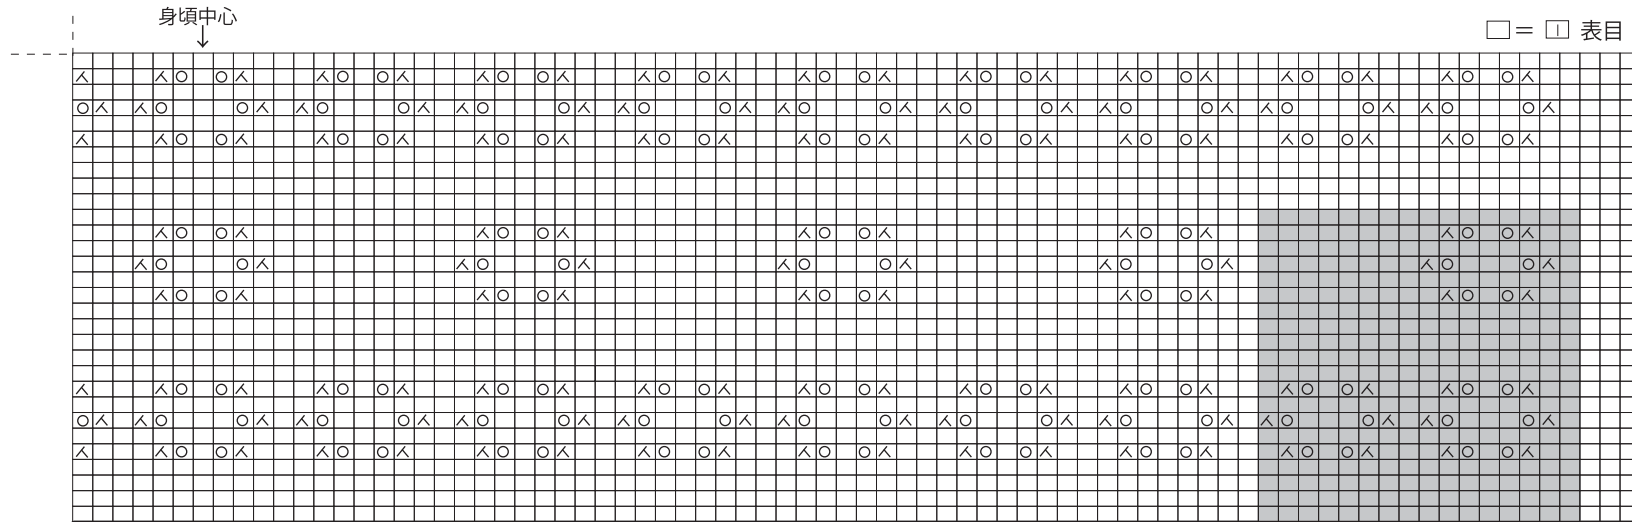 身頃中心
□ = | 表目